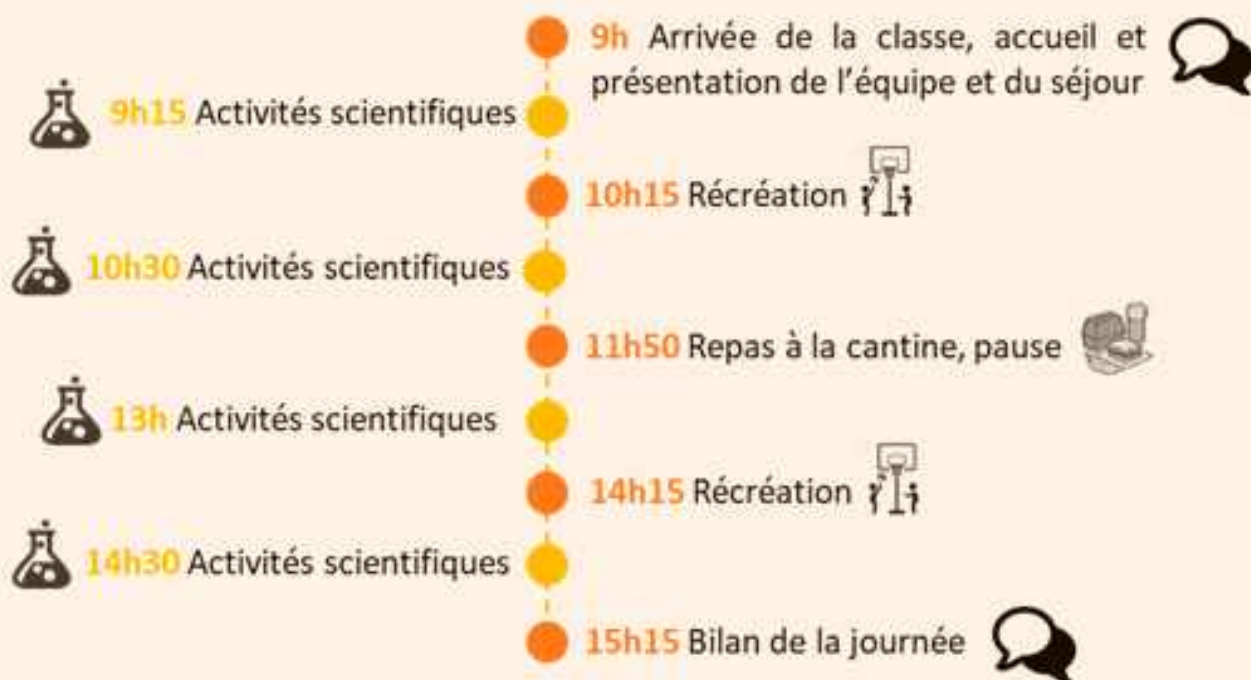 9h Arrivée de la classe, accueil et
présentation de l'équipe et du séjour
9h15 Activités scientifiques
10h15 Récréation
10h30 Activités scientifiques
11h50 Repas à la cantine, pause
13h Activités scientifiques
14h15 Récréation
14h30 Activités scientifiques
15h15 Bilan de la journée